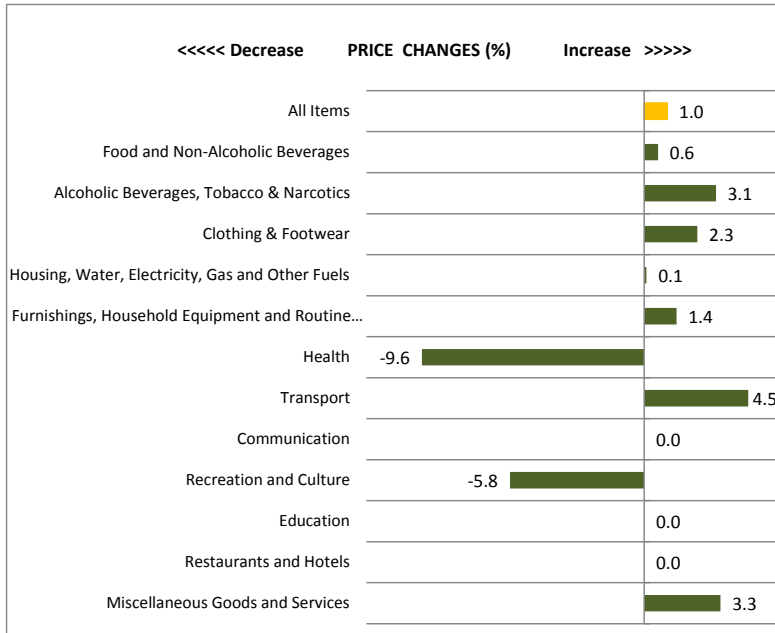 <<<<< Decrease PRICE CHANGES (%) Increase >>>>>
All Items 1.0
Food and Non-Alcoholic Beverages 0.6
Alcoholic Beverages, Tobacco & Narcotics 3.1
Clothing & Footwear 2.3
Housing, Water, Electricity, Gas and Other Fuels 0.1
Furnishings, Household Equipment and Routine… 1.4
Health -9.6
Transport 4.5
Communication 0.0
Recreation and Culture -5.8
Education 0.0
Restaurants and Hotels 0.0
Miscellaneous Goods and Services 3.3